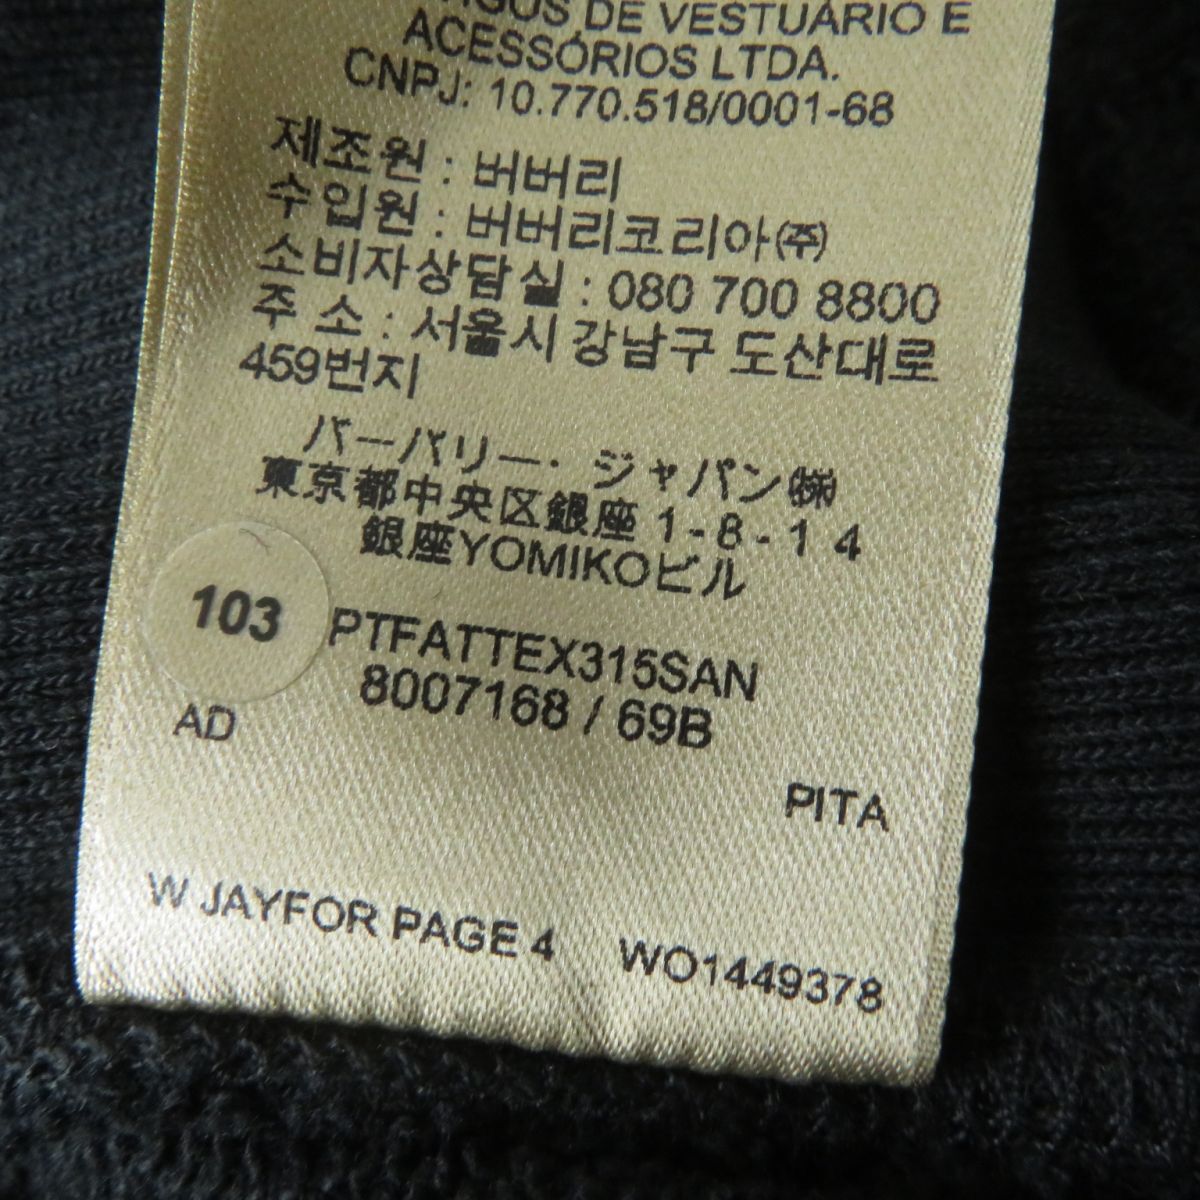 DE VESTUÁRIO E
ACESSÓRIOS LTDA.
CNPJ: 10.770.518/0001-68
제조원 : 버버리
수입원 : 버버리코리아㈜
소비자상담실 : 080 700 8800
주 소 : 서울시 강남구 도산대로
459번지
バーバリー・ジャパン㈱
東京都中央区銀座 1-8-14
銀座YOMIKOビル
103
PTFATTEX315SAN
8007168 / 69B
AD
PITA
W JAYFOR PAGE 4 WO1449378